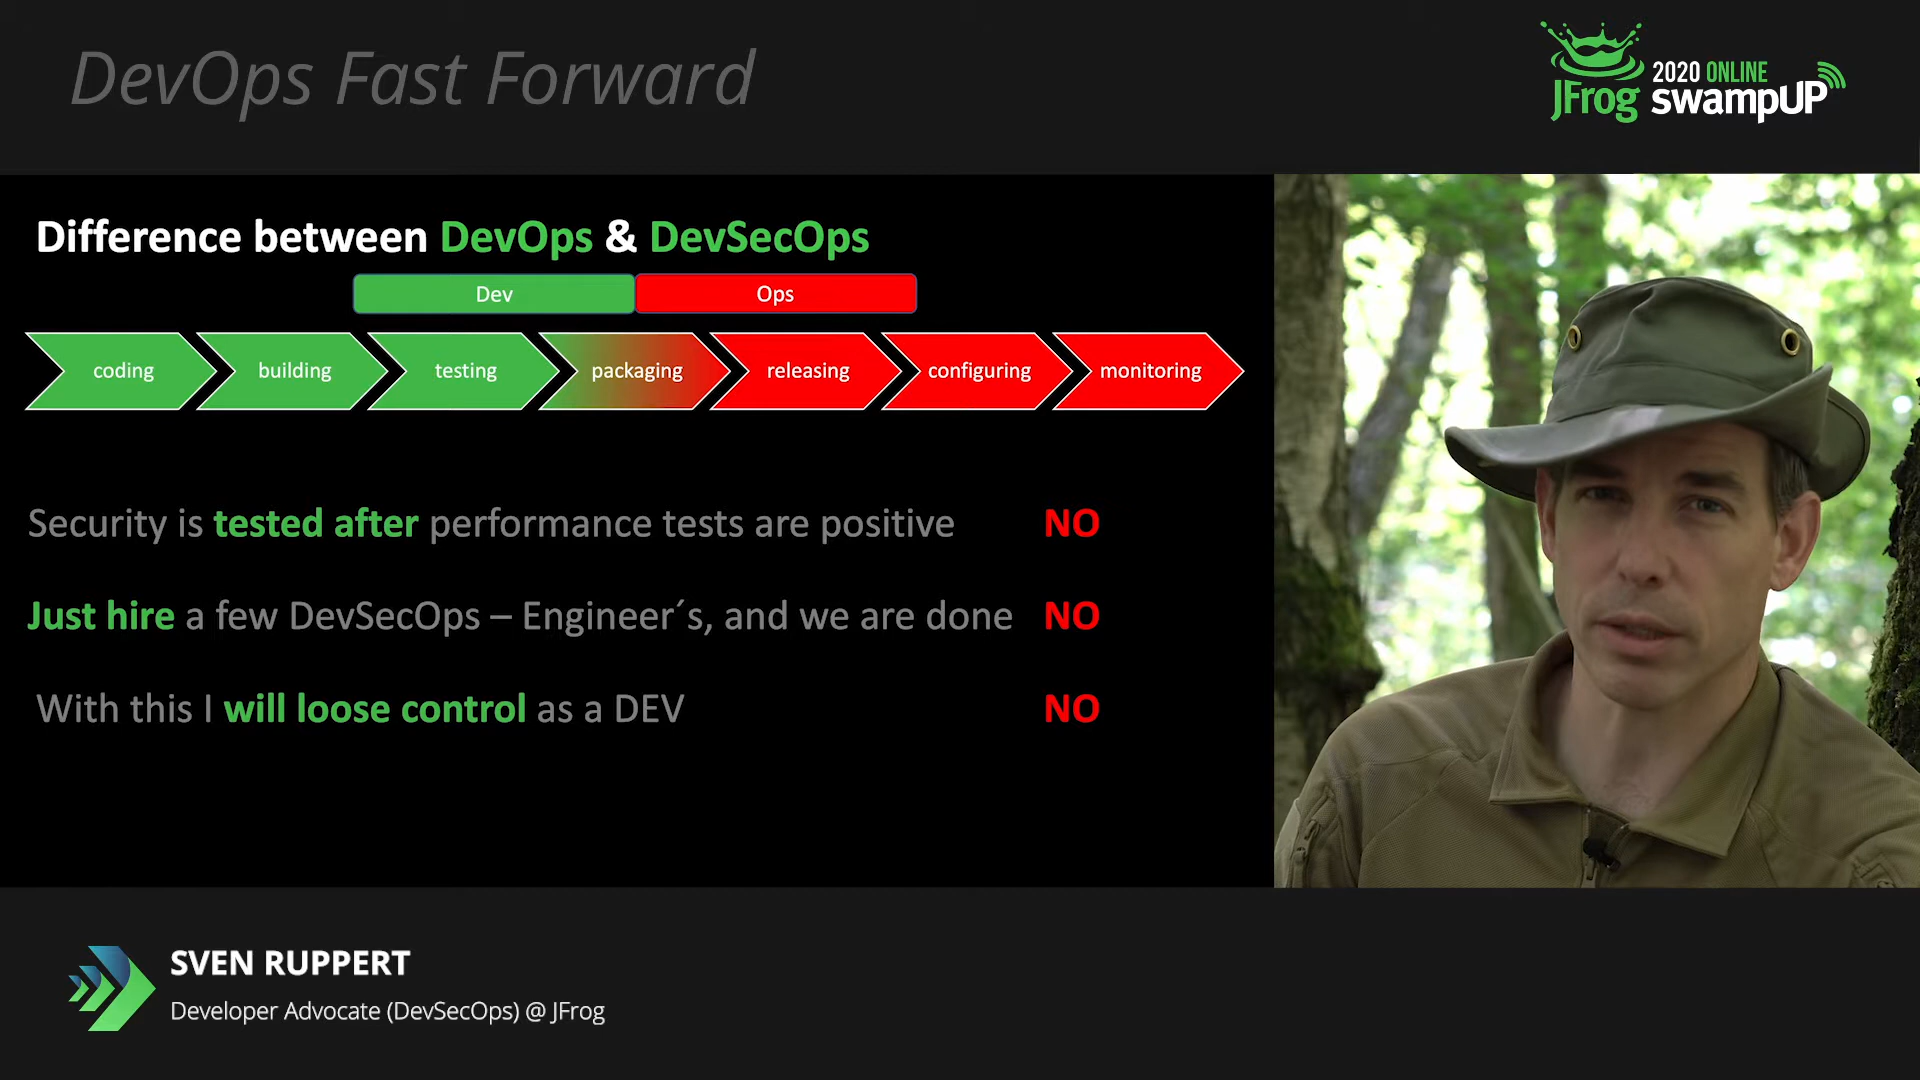 DevOps Fast Forward
JFrog
2020 ONLINE
swampUP
Difference between DevOps & DevSecOps
Dev
Ops
coding
building
testing
packaging
releasing
configuring
monitoring
Security is tested after performance tests are positive NO
Just hire a few DevSecOps – Engineer´s, and we are done NO
With this I will loose control as a DEV NO
SVEN RUPPERT
Developer Advocate (DevSecOps) @ JFrog